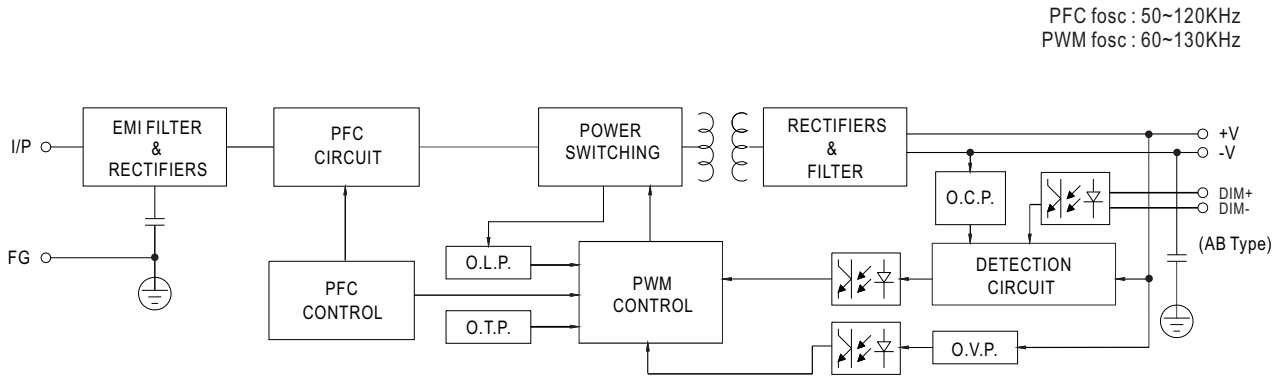 PFC fosc : 50~120KHz
PWM fosc : 60~130KHz
I/P
EMI FILTER
&
RECTIFIERS
PFC
CIRCUIT
POWER
SWITCHING
RECTIFIERS
&
FILTER
+V
-V
O.C.P.
DIM+
DIM-
(AB Type)
FG
O.L.P.
PFC
CONTROL
O.T.P.
PWM
CONTROL
DETECTION
CIRCUIT
O.V.P.